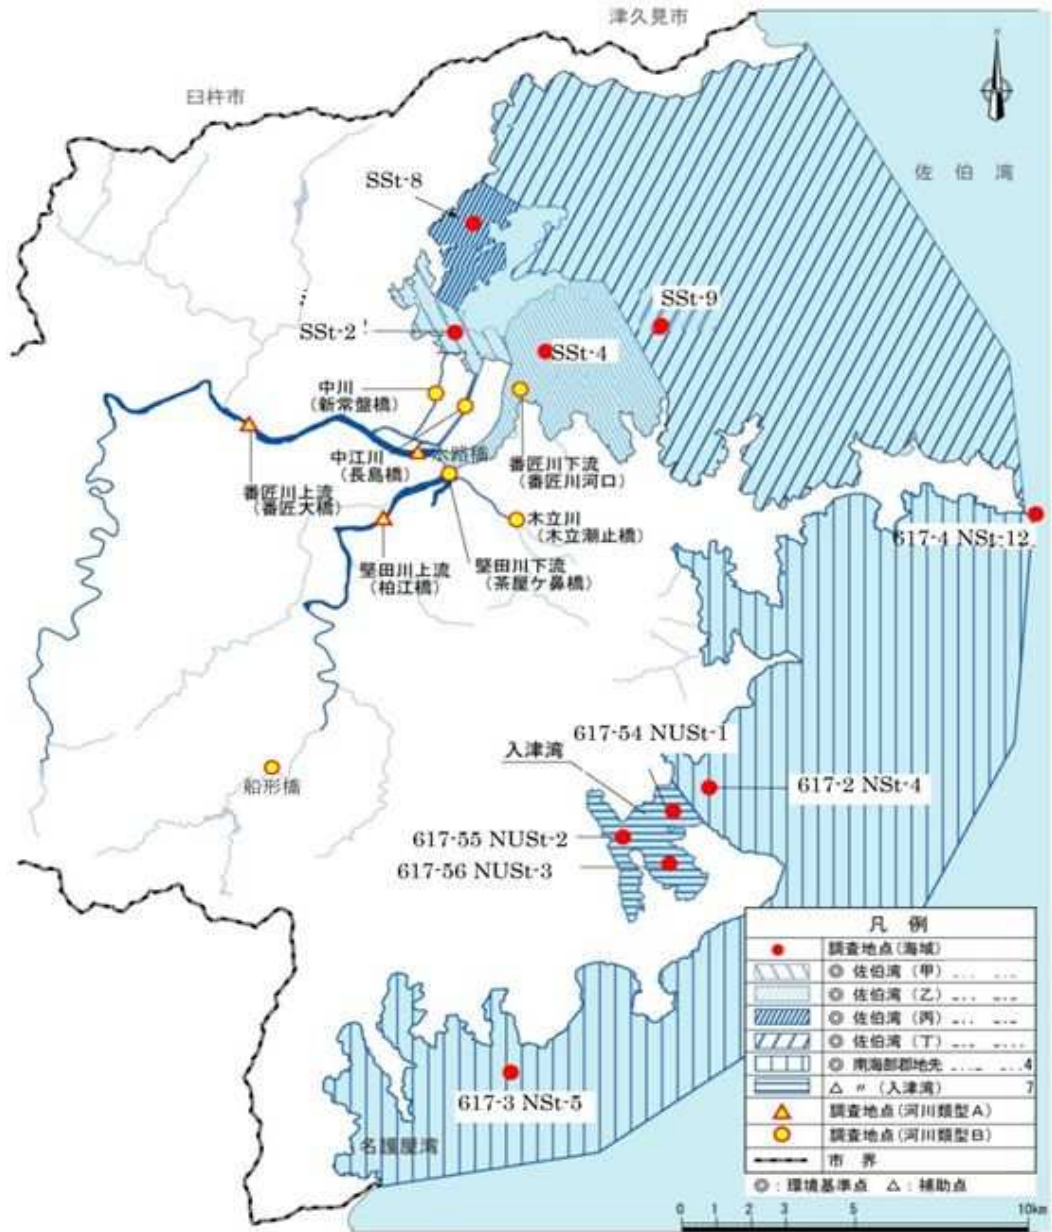 津久見市
臼杵市
N
佐 伯 湾
SSt-8
SSt-9
SSt-2
SSt-4
中川
(新常盤橋)
中江川
(長島橋)
水路橋
番匠川下流
(番匠川河口)
番匠川上流
(番匠大橋)
木立川
(木立潮止橋)
617-4 NSt-12
堅田川上流
(柏江橋)
堅田川下流
(茶屋ケ鼻橋)
617-54 NUSt-1
入津湾
船形橋
617-2 NSt-4
617-55 NUSt-2
617-56 NUSt-3
617-3 NSt-5
名護屋湾
凡 例
調査地点(海域)
◎ 佐伯湾 (甲)
◎ 佐伯湾 (乙)
◎ 佐伯湾 (丙)
◎ 佐伯湾 (丁)
◎ 南海部郡地先 4
△ 〃 (入津湾) 7
調査地点(河川類型A)
調査地点(河川類型B)
市 界
◎:環境基準点 △:補助点
0 1 2 3 5 10km